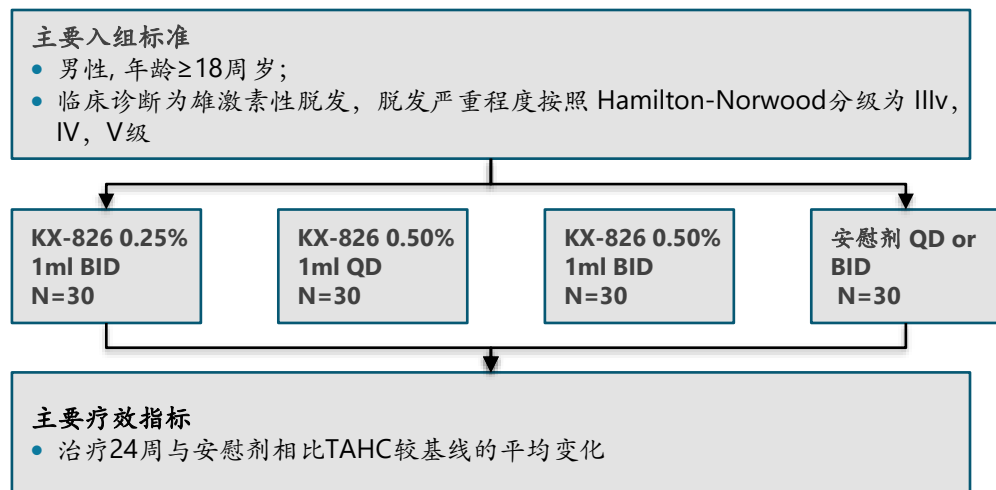 主要入组标准
• 男性, 年龄≥18周岁；
• 临床诊断为雄激素性脱发，脱发严重程度按照 Hamilton-Norwood分级为 IIIv，
IV，V级
KX-826 0.25%
1ml BID
N=30
KX-826 0.50%
1ml QD
N=30
KX-826 0.50%
1ml BID
N=30
安慰剂 QD or
BID
N=30
主要疗效指标
• 治疗24周与安慰剂相比TAHC较基线的平均变化